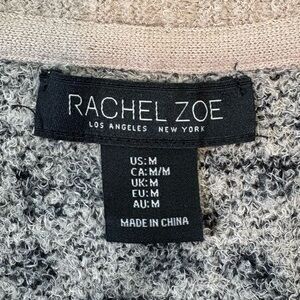 RACHEL ZOE
LOS ANGELES NEW YORK
US:M
CA:M/M
UK:M
EU:M
AU:M
MADE IN CHINA